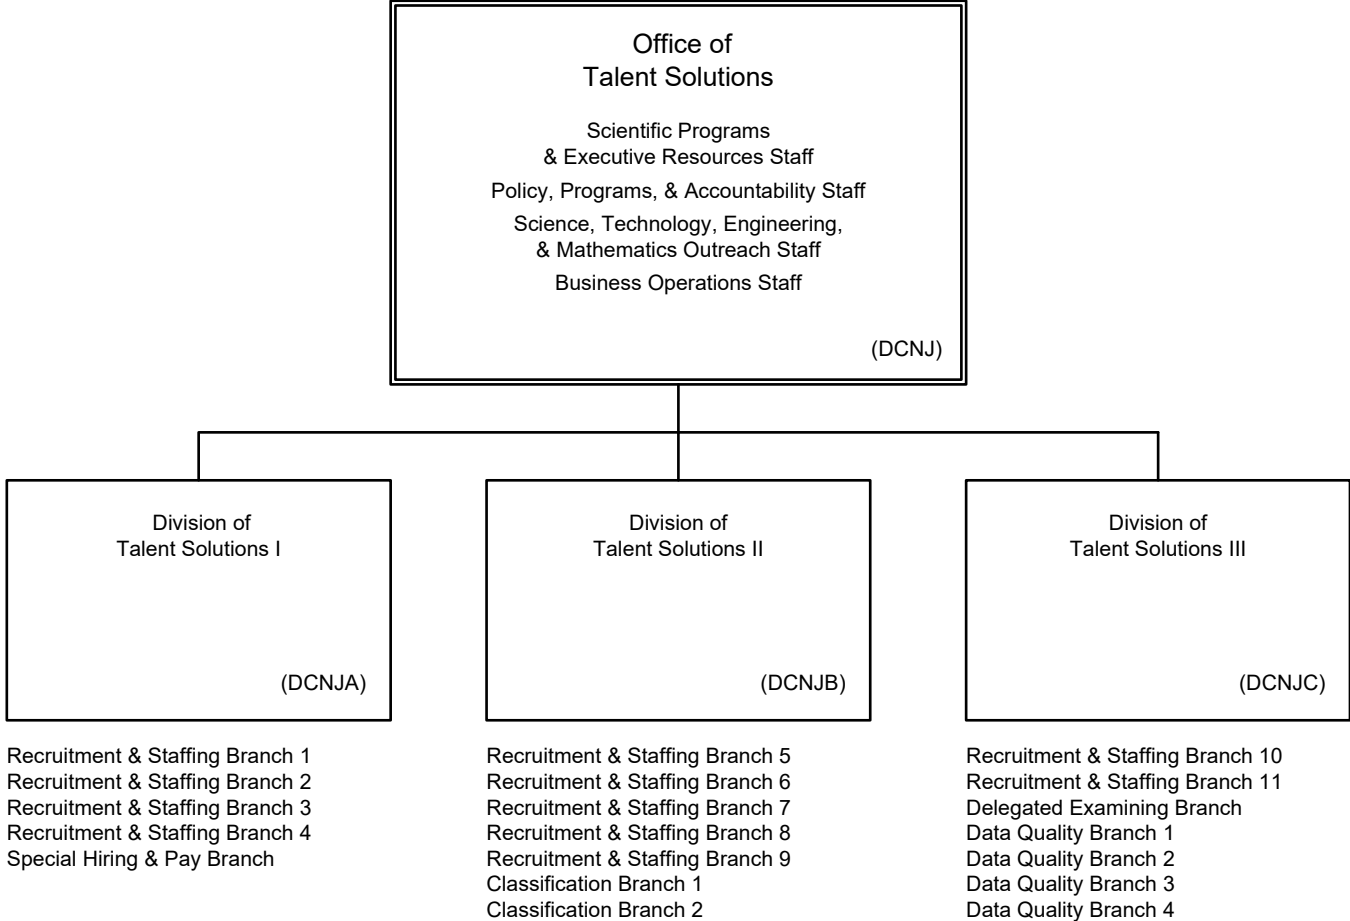 Office of
Talent Solutions
Scientific Programs
& Executive Resources Staff
Policy, Programs, & Accountability Staff
Science, Technology, Engineering,
& Mathematics Outreach Staff
Business Operations Staff
(DCNJ)
Division of
Talent Solutions I
(DCNJA)
Recruitment & Staffing Branch 1
Recruitment & Staffing Branch 2
Recruitment & Staffing Branch 3
Recruitment & Staffing Branch 4
Special Hiring & Pay Branch
Division of
Talent Solutions II
(DCNJB)
Recruitment & Staffing Branch 5
Recruitment & Staffing Branch 6
Recruitment & Staffing Branch 7
Recruitment & Staffing Branch 8
Recruitment & Staffing Branch 9
Classification Branch 1
Classification Branch 2
Division of
Talent Solutions III
(DCNJC)
Recruitment & Staffing Branch 10
Recruitment & Staffing Branch 11
Delegated Examining Branch
Data Quality Branch 1
Data Quality Branch 2
Data Quality Branch 3
Data Quality Branch 4